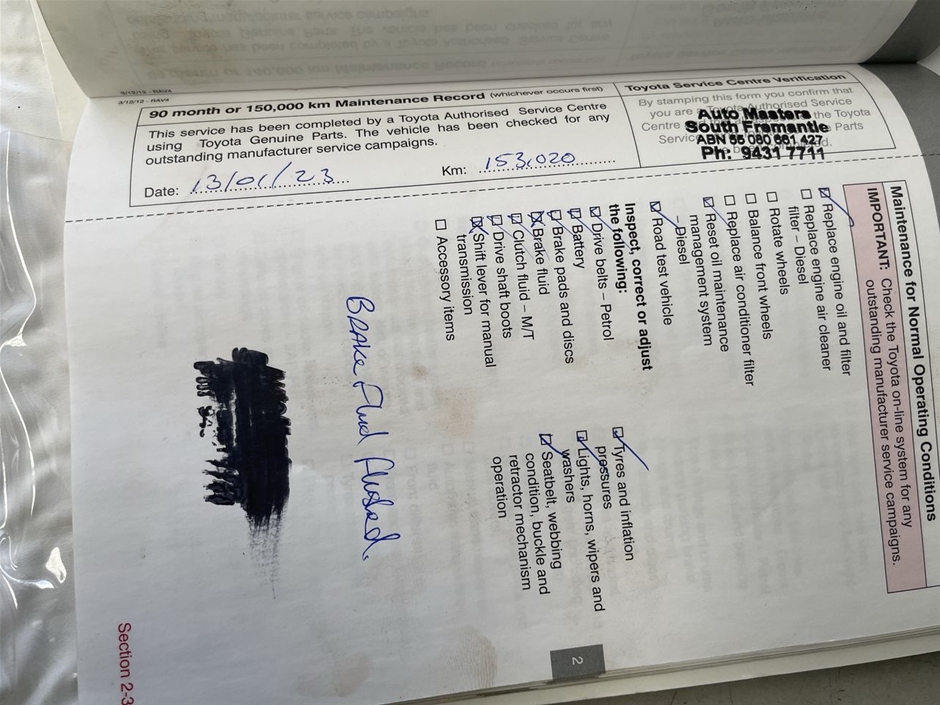 Maintenance for Normal Operating Conditions
IMPORTANT: Check the Toyota on-line system for any
outstanding manufacturer service campaigns.
Replace engine oil and filter
Replace engine air cleaner
filter – Diesel
Rotate wheels
Balance front wheels
Replace air conditioner filter
Reset oil maintenance
management system
– Diesel
Road test vehicle
Inspect, correct or adjust
the following:
Drive belts – Petrol
Battery
Brake pads and discs
Brake fluid
Clutch fluid – M/T
Drive shaft boots
Shift lever for manual
transmission
Accessory items
Tyres and inflation
pressures
Lights, horns, wipers and
washers
Seatbelt, webbing
condition, buckle and
retractor mechanism
operation
Brake Fluid Flushed.
2
Section 2-3
3/12/12 - RAV4
90 month or 150,000 km Maintenance Record (whichever occurs first)
This service has been completed by a Toyota Authorised Service Centre
using Toyota Genuine Parts. The vehicle has been checked for any
outstanding manufacturer service campaigns.
Date: 13/01/23
Km: 153,020
Toyota Service Centre Verification
By stamping this form you confirm that
you are a Toyota Authorised Service
Centre the Toyota
Parts
Auto Masters
South Fremantle
ABN 55 080 661 427
Ph: 9431 7711